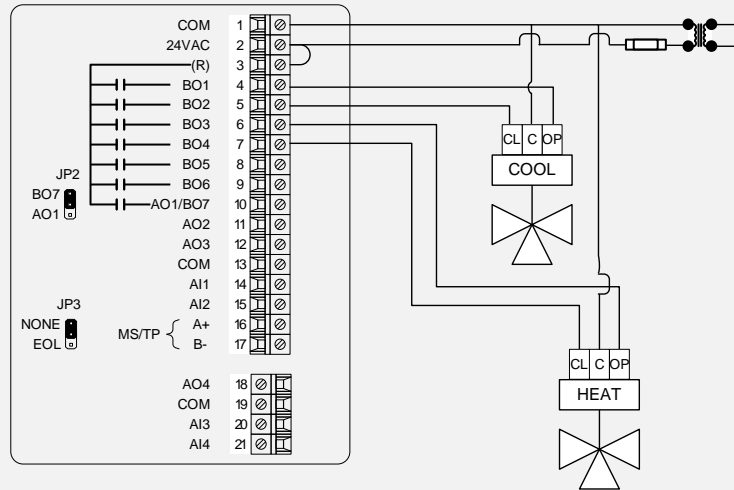 COM 1
24VAC 2
(R) 3
BO1 4
BO2 5
BO3 6
BO4 7
BO5 8
BO6 9
AO1/BO7 10
AO2 11
AO3 12
COM 13
AI1 14
AI2 15
A+ 16
B- 17
MS/TP
JP2
BO7
AO1
JP3
NONE
EOL
AO4 18
COM 19
AI3 20
AI4 21
CL C OP
COOL
CL C OP
HEAT